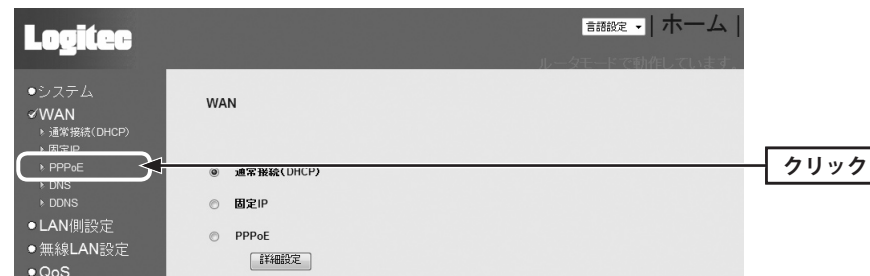 Logitec
言語設定
| ホーム |
ルータモードで動作しています。
●システム
WAN
通常接続(DHCP)
固定IP
PPPoE
DNS
DDNS
●LAN側設定
●無線LAN設定
●QoS
WAN
通常接続(DHCP)
固定IP
PPPoE
詳細設定
クリック